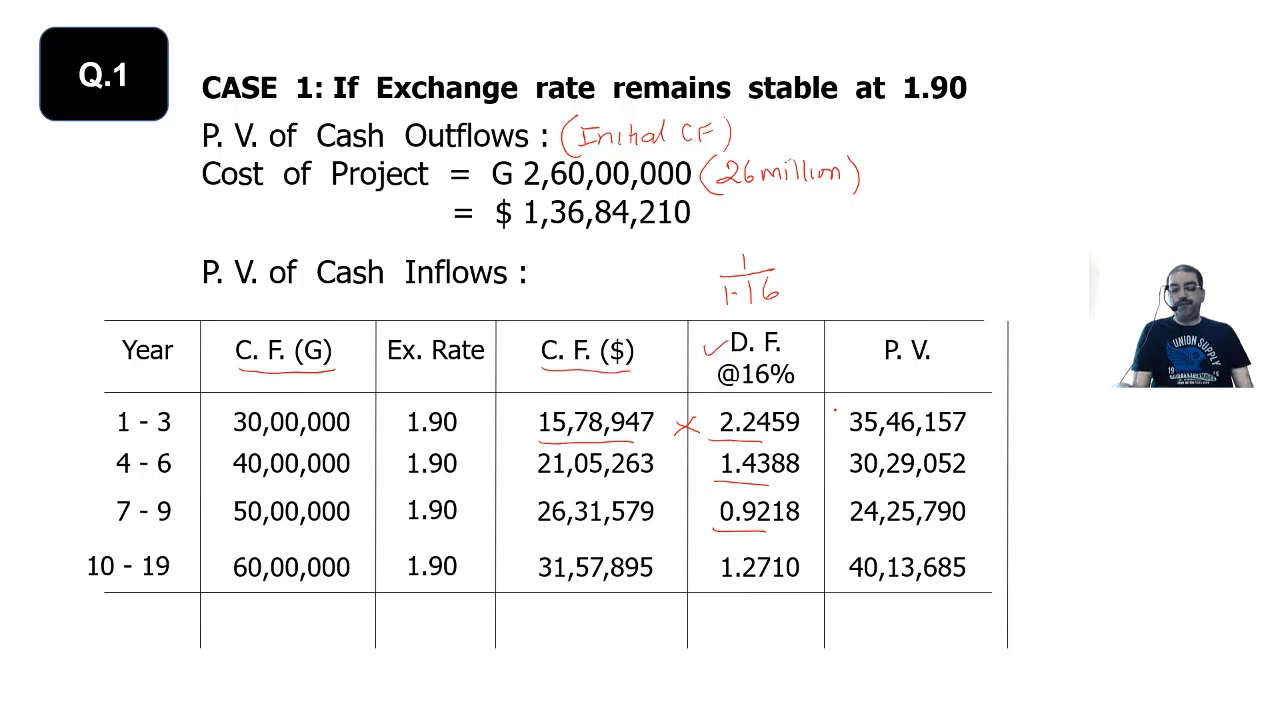 Q.1
CASE 1: If Exchange rate remains stable at 1.90
P. V. of Cash Outflows : (Initial CF)
Cost of Project = G 2,60,00,000 (26 million)
= $ 1,36,84,210
P. V. of Cash Inflows :
1
1.16
Year C. F. (G) Ex. Rate C. F. ($) D. F. @16% P. V.
1 - 3 30,00,000 1.90 15,78,947 × 2.2459 35,46,157
4 - 6 40,00,000 1.90 21,05,263 1.4388 30,29,052
7 - 9 50,00,000 1.90 26,31,579 0.9218 24,25,790
10 - 19 60,00,000 1.90 31,57,895 1.2710 40,13,685
UNION SUPPLY